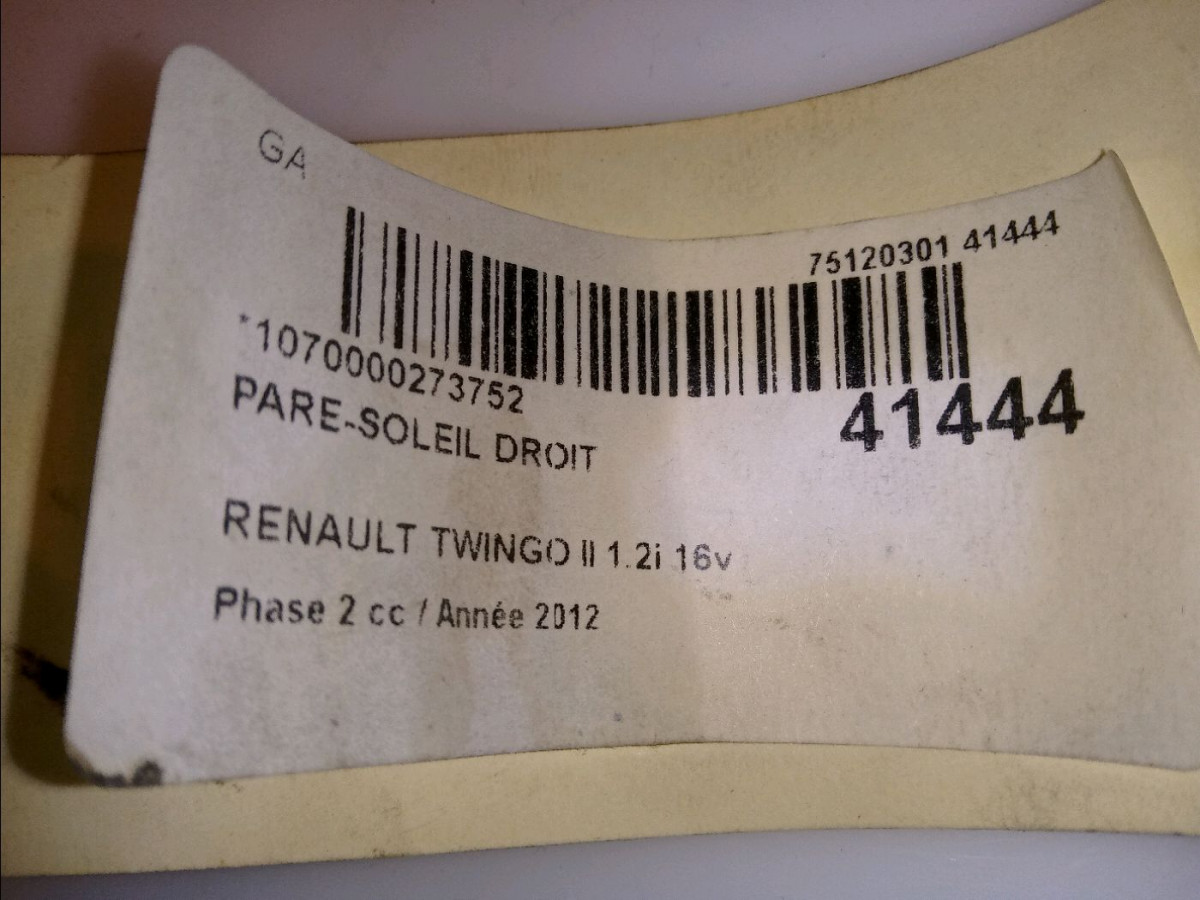 GA
75120301 41444
*1070000273752
41444
PARE-SOLEIL DROIT
RENAULT TWINGO II 1.2i 16v
Phase 2 cc / Année 2012